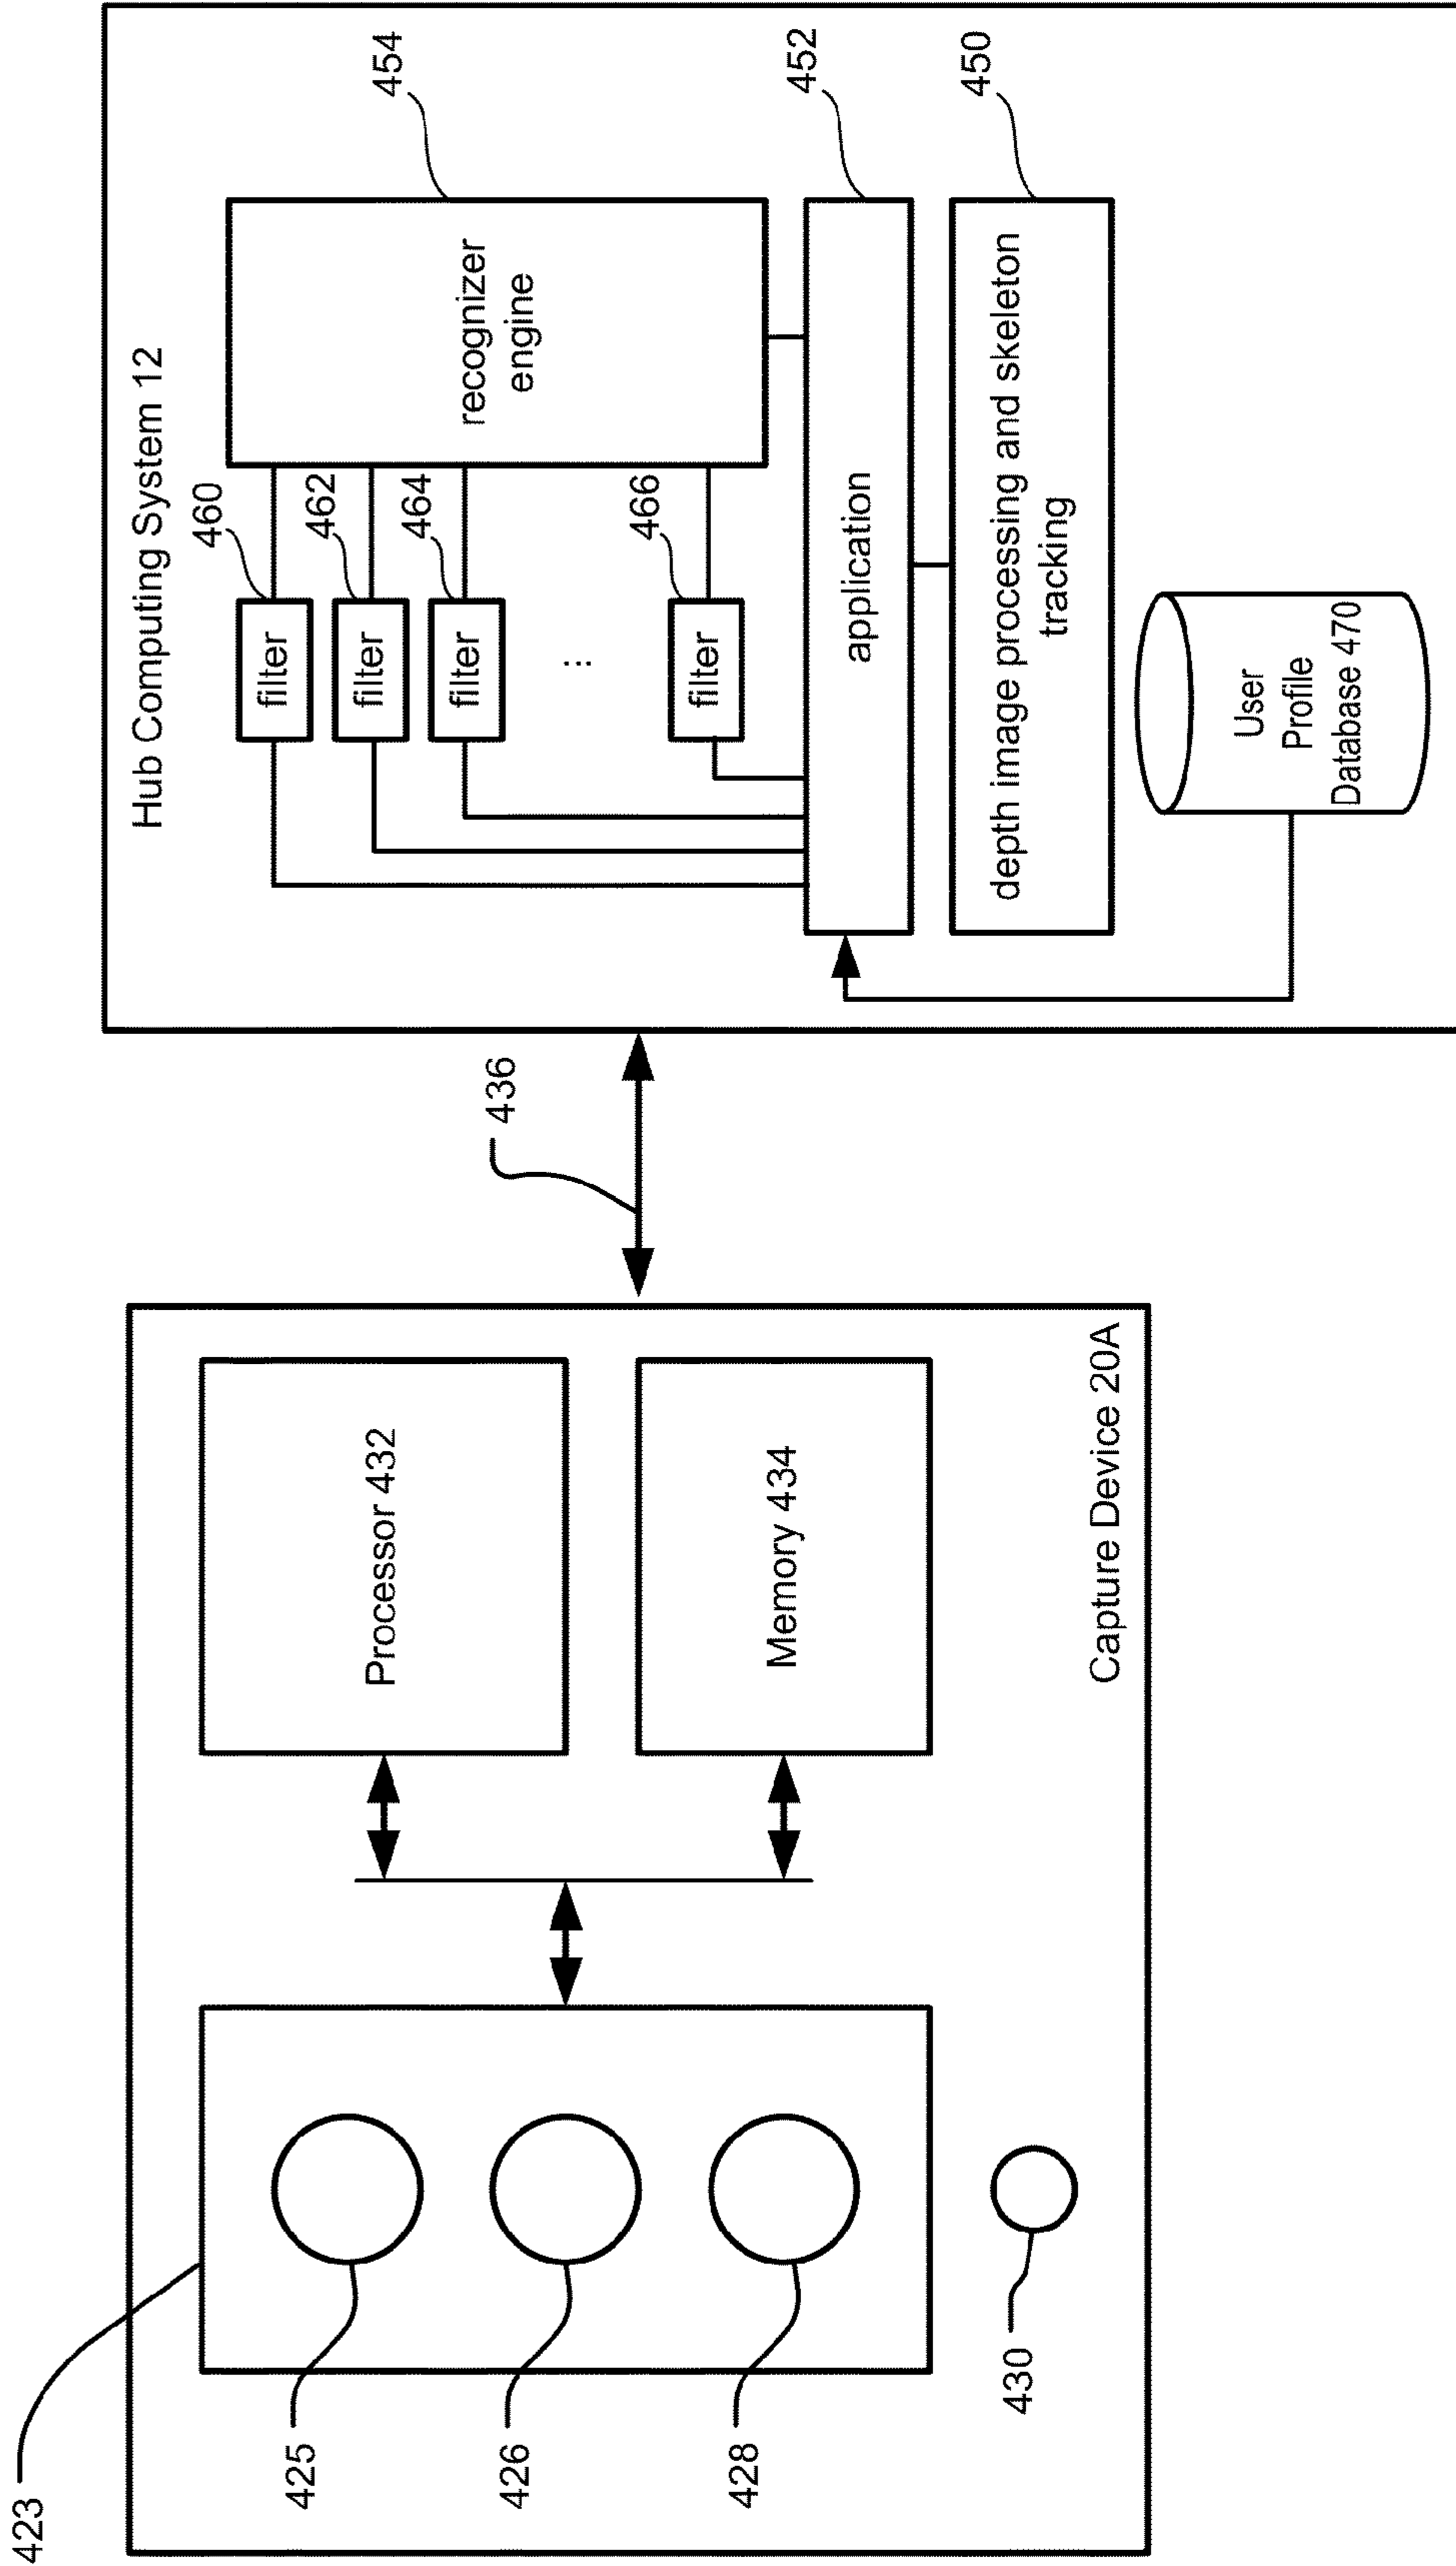 423
425
426
428
430
Processor 432
Memory 434
Capture Device 20A
436
Hub Computing System 12
460
462
464
466
filter
filter
filter
...
filter
recognizer
engine
454
application
452
depth image processing and skeleton
tracking
450
User
Profile
Database 470